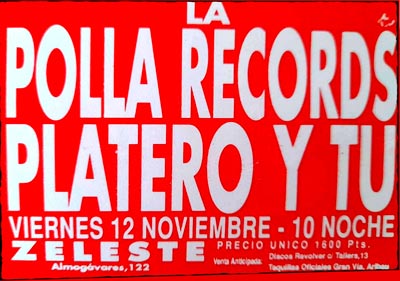 LA
POLLA RECORDS
PLATERO Y TU
VIERNES 12 NOVIEMBRE - 10 NOCHE
ZELESTE PRECIO UNICO 1600 Pts.
Almogávares, 122 Venta Anticipada: Discos Revolver c/ Tallers, 13
Taquillas Oficiales Gran Via, Aribau